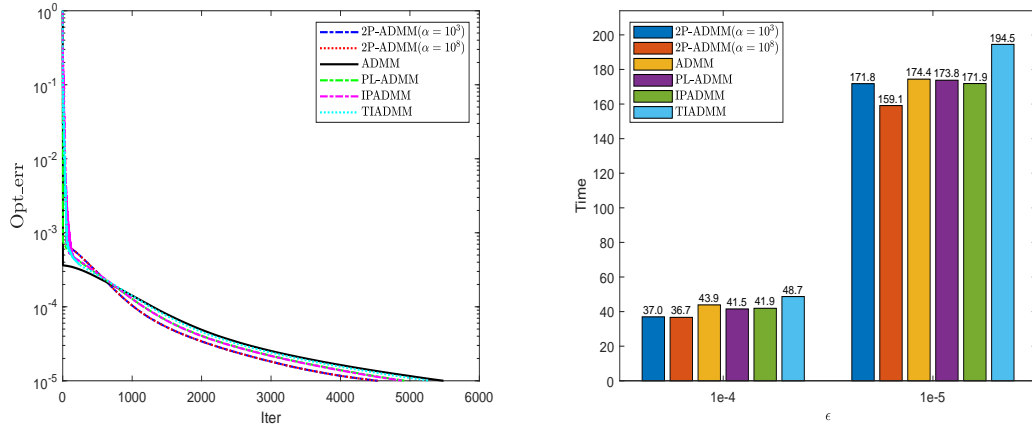 10^0
10^{-1}
10^{-2}
10^{-3}
10^{-4}
10^{-5}
Opt_err
0 1000 2000 3000 4000 5000 6000
Iter
2P-ADMM(α = 10^3)
2P-ADMM(α = 10^8)
ADMM
PL-ADMM
IPADMM
TIADMM
200
180
160
140
120
100
80
60
40
20
0
Time
2P-ADMM(α = 10^3)
2P-ADMM(α = 10^8)
ADMM
PL-ADMM
IPADMM
TIADMM
37.0 36.7 43.9 41.5 41.9 48.7
171.8 159.1 174.4 173.8 171.9 194.5
1e-4 1e-5
ϵ